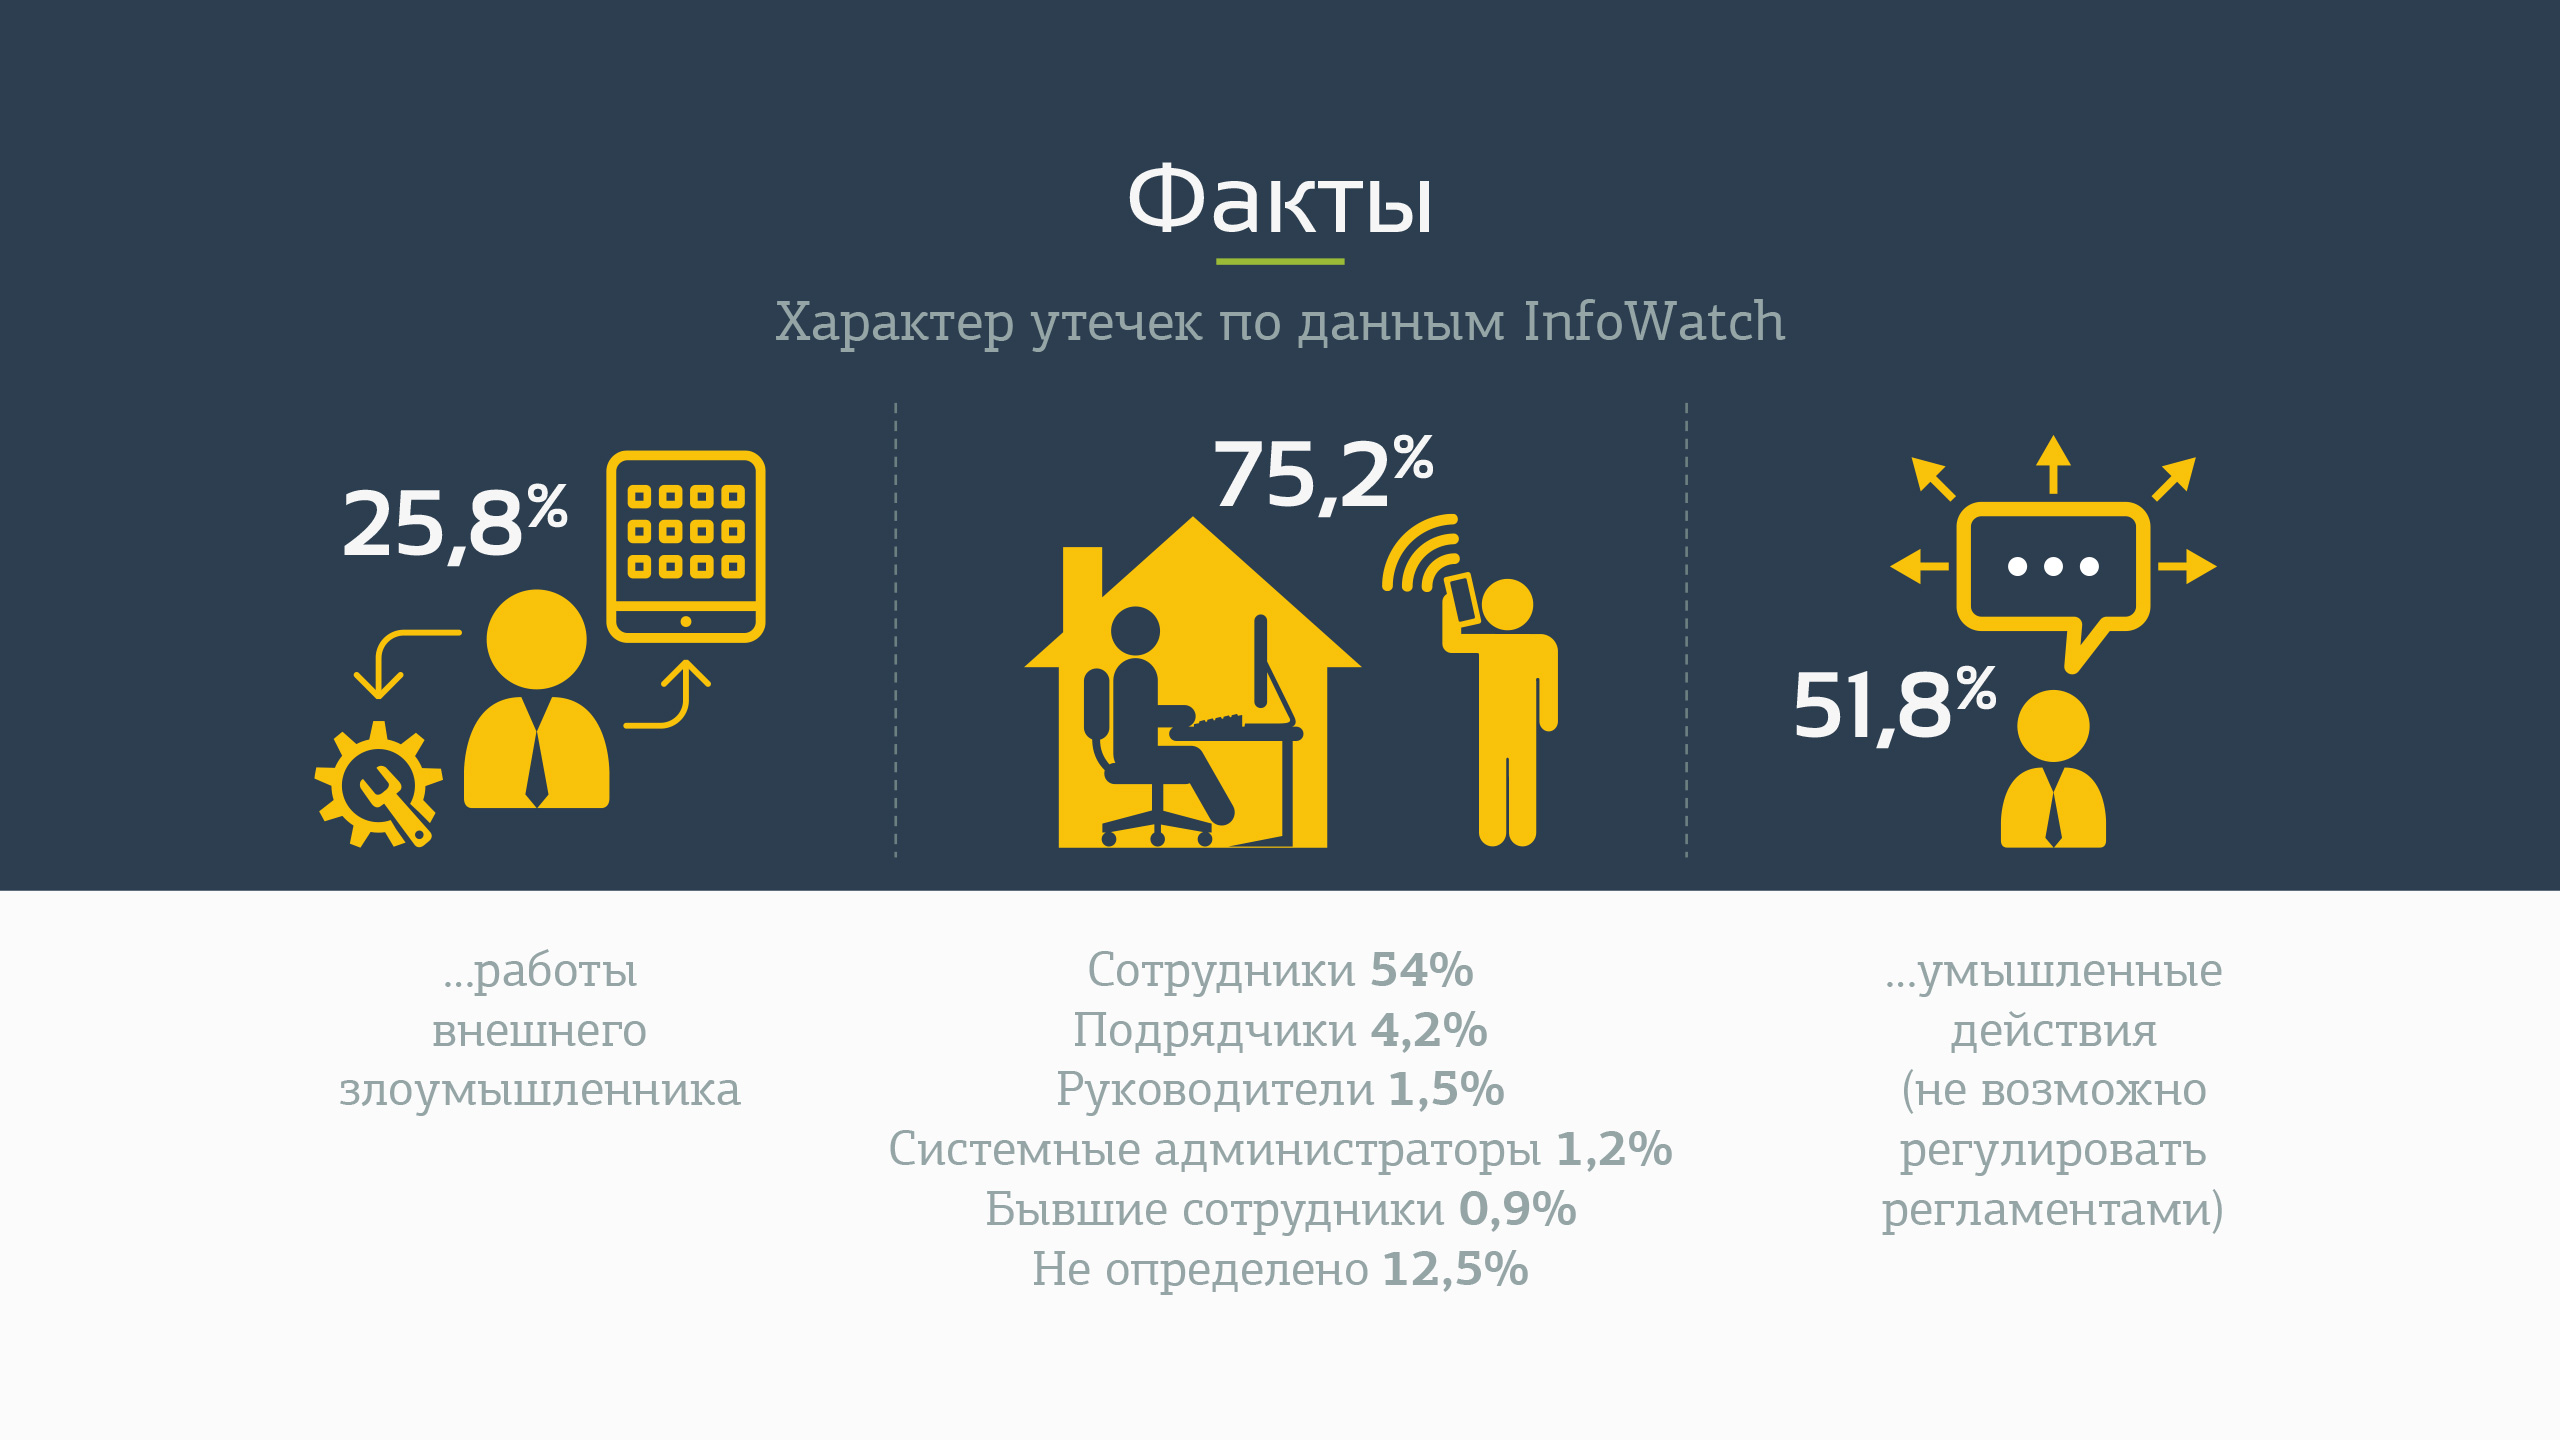 Факты
Характер утечек по данным InfoWatch
25,8%
75,2%
51,8%
...работы
внешнего
злоумышленника
Сотрудники 54%
Подрядчики 4,2%
Руководители 1,5%
Системные администраторы 1,2%
Бывшие сотрудники 0,9%
Не определено 12,5%
...умышленные
действия
(не возможно
регулировать
регламентами)